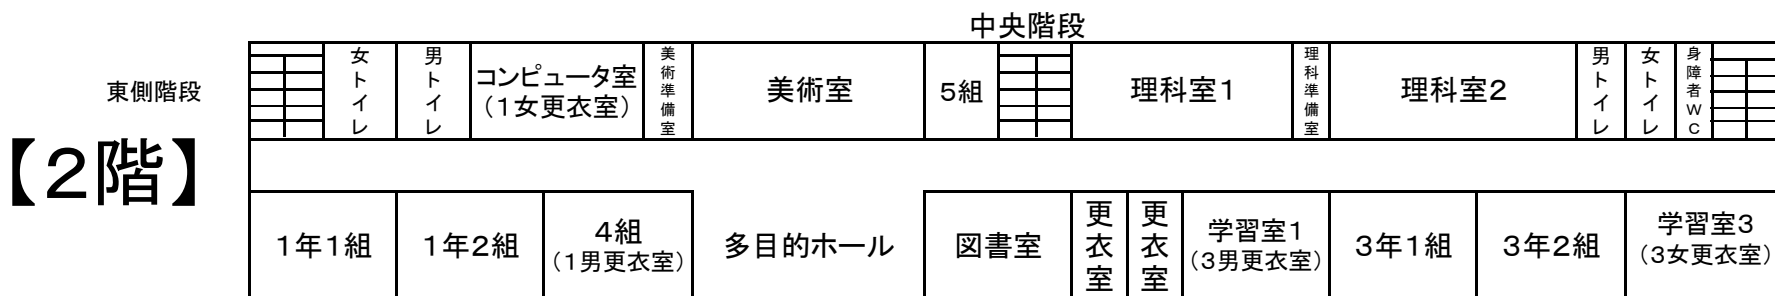 中央階段
東側階段
【2階】
女トイレ
男トイレ
コンピュータ室
(1女更衣室)
美術準備室
美術室
5組
理科室1
理科準備室
理科室2
男トイレ
女トイレ
身障者WC
1年1組
1年2組
4組
(1男更衣室)
多目的ホール
図書室
更衣室
更衣室
学習室1
(3男更衣室)
3年1組
3年2組
学習室3
(3女更衣室)